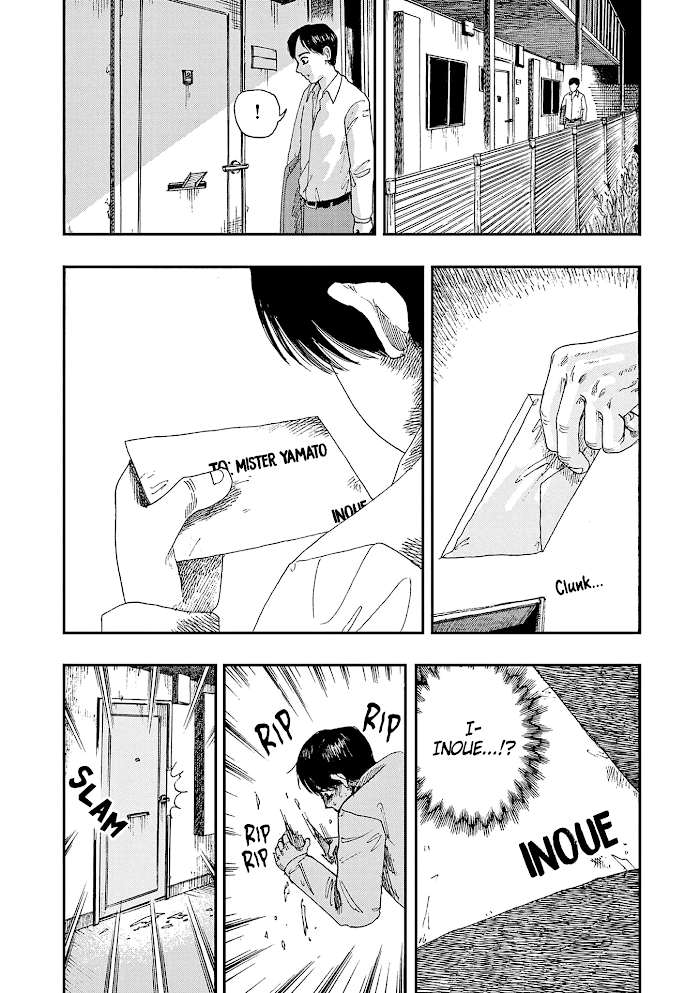 !
Clunk...
TO: MISTER YAMATO
INOUE
I-
INOUE...!?
INOUE
RIP
RIP
RIP
RIP
SLAM